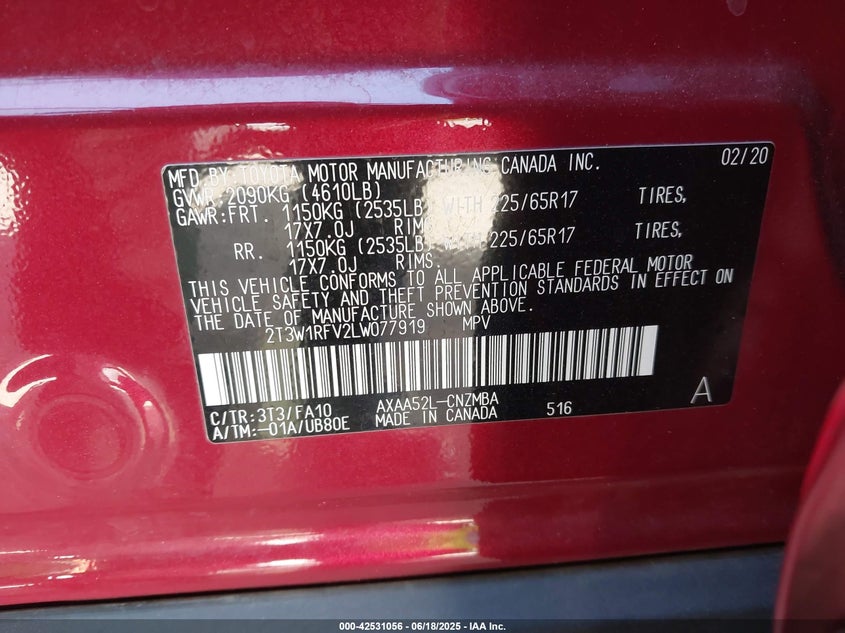 MFD BY TOYOTA MOTOR MANUFACTURING CANADA INC. 02/20
GVWR 2090KG (4610LB)
GAWR:FRT. 1150KG (2535LB) WITH 225/65R17 TIRES,
17X7.0J RIMS
RR. 1150KG (2535LB) WITH 225/65R17 TIRES,
17X7.0J RIMS.
THIS VEHICLE CONFORMS TO ALL APPLICABLE FEDERAL MOTOR
VEHICLE SAFETY AND THEFT PREVENTION STANDARDS IN EFFECT ON
THE DATE OF MANUFACTURE SHOWN ABOVE.
2T3W1RFV2LW077919 MPV
C/TR:3T3/FA10 AXAA52L-CNZMBA 516 A
A/TM:-01A/UB80E MADE IN CANADA
000-42531056 - 06/18/2025 - IAA Inc.